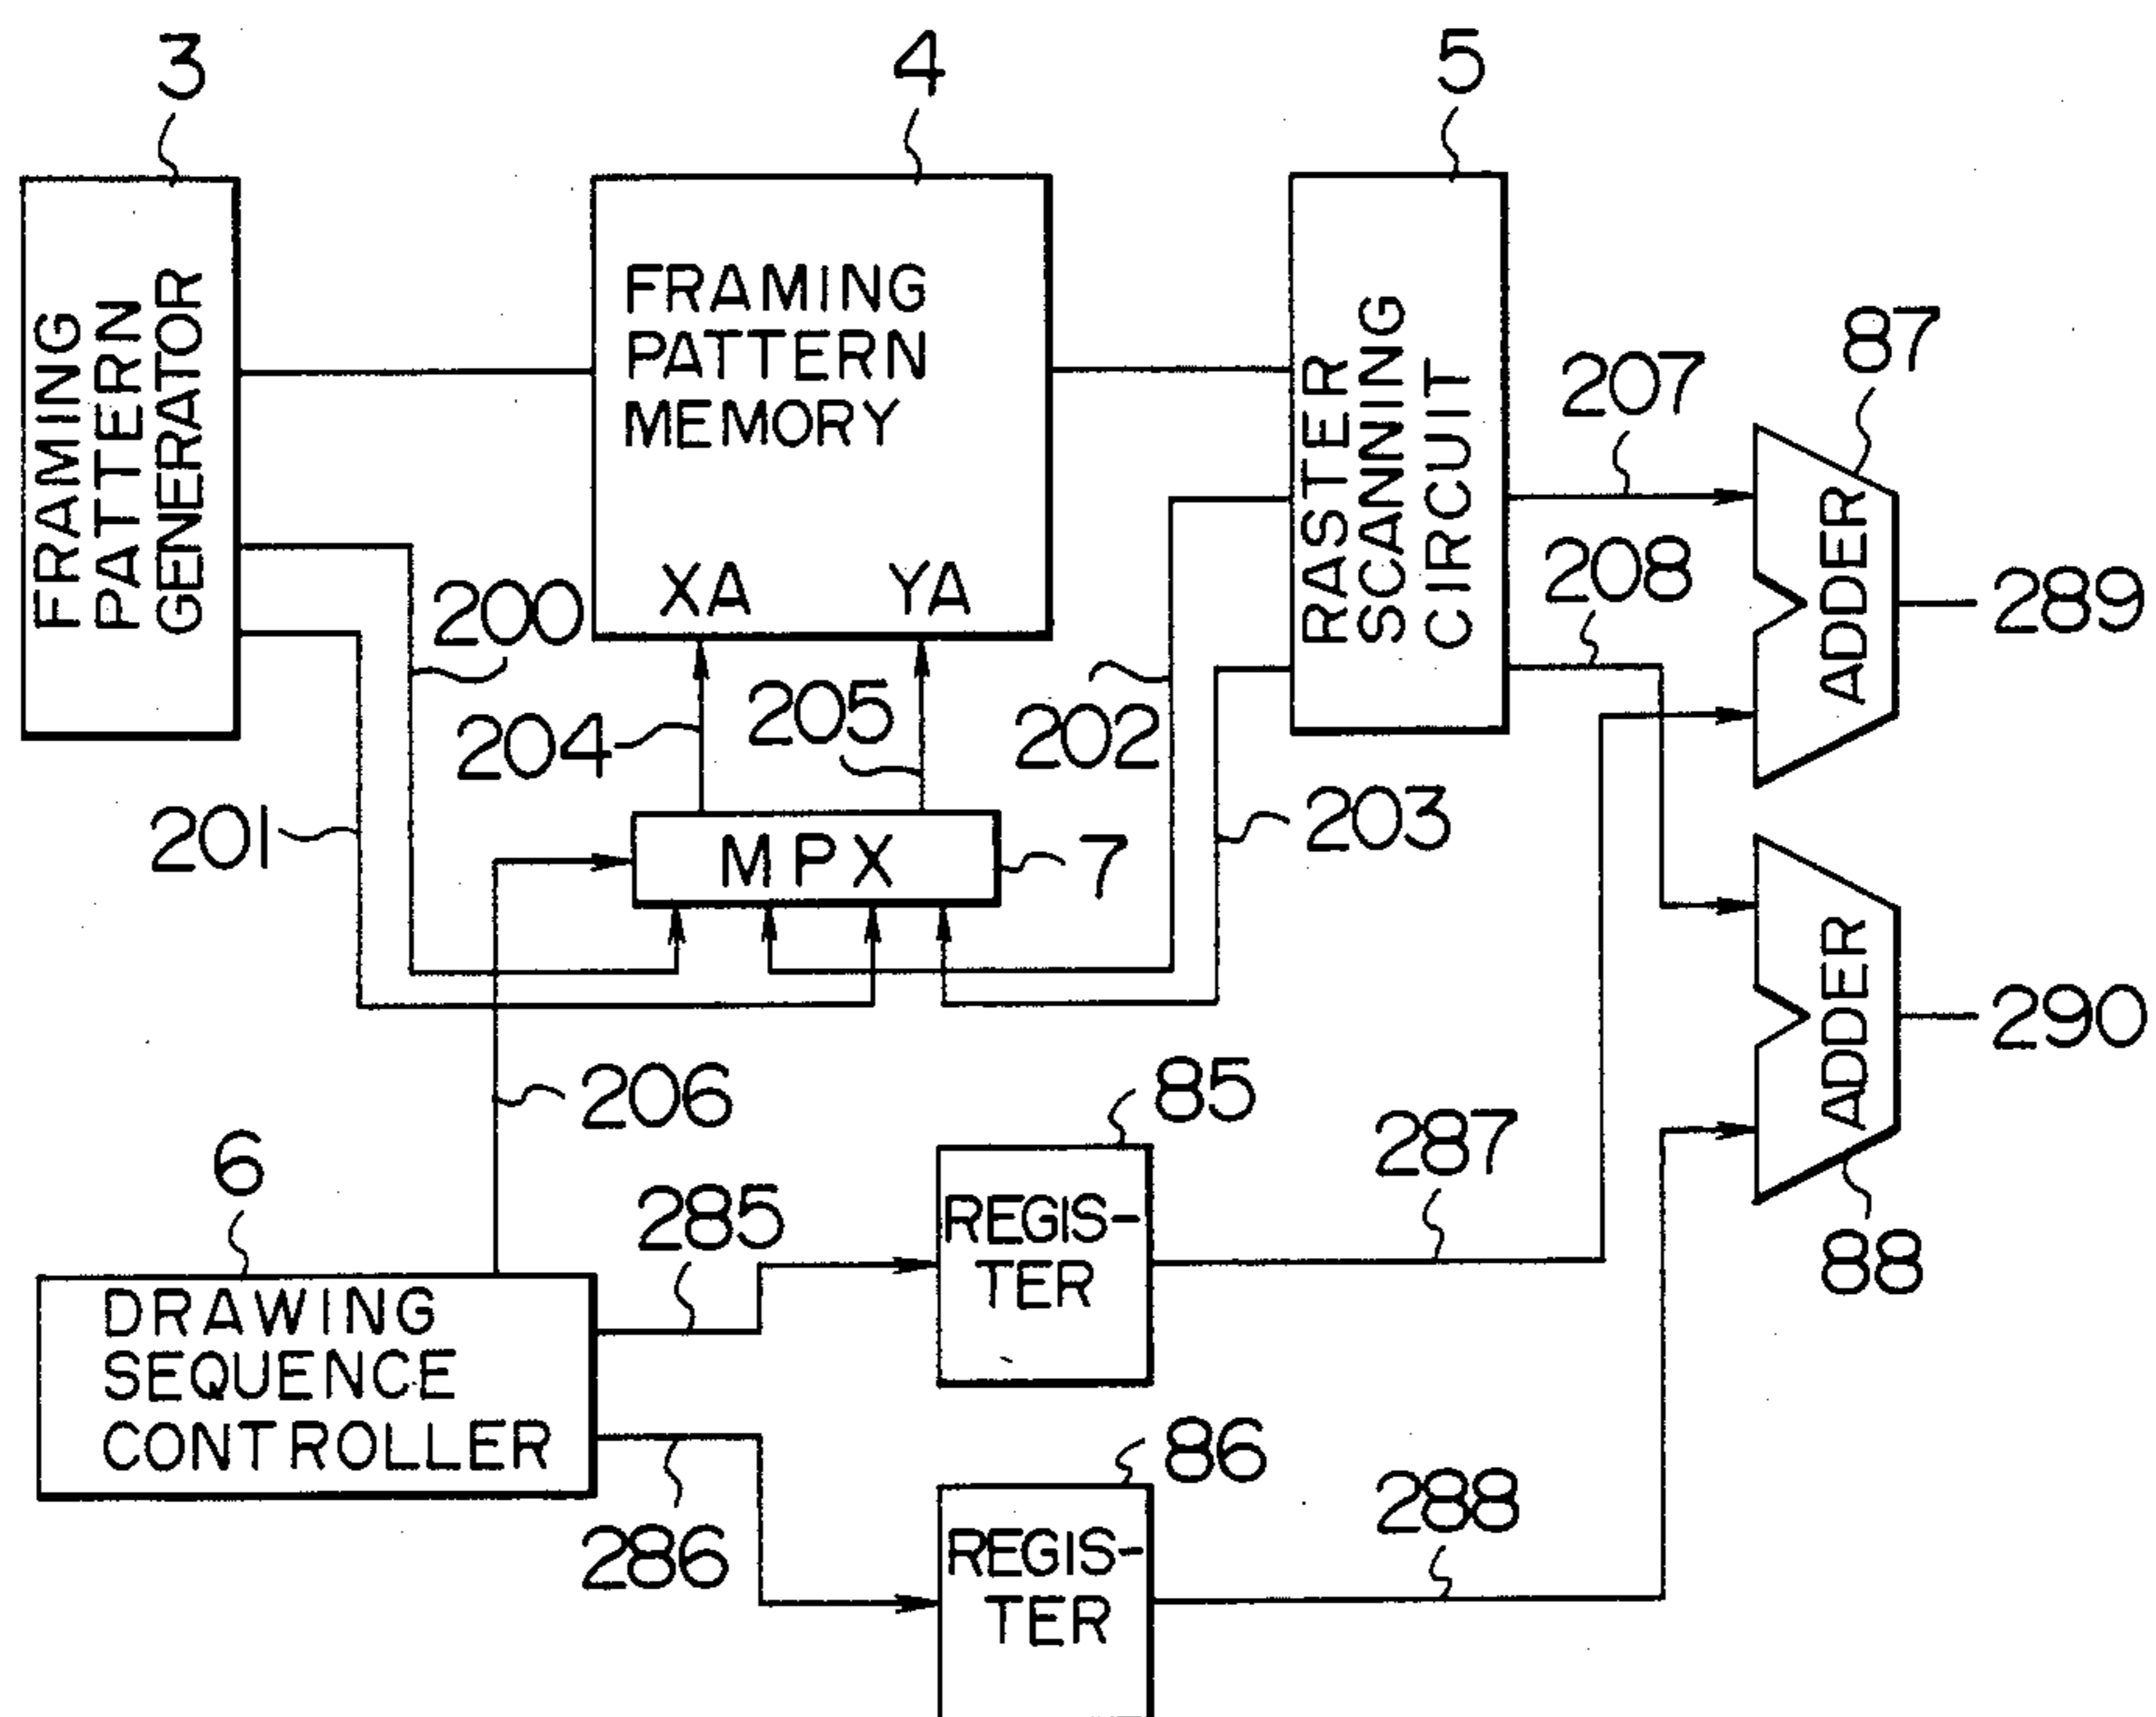 3
4
5
FRAMING
PATTERN
GENERATOR
FRAMING
PATTERN
MEMORY
XA YA
RASTER
SCANNING
CIRCUIT
207
87
ADDER
208
289
200
204
205
202
201
203
MPX
7
ADDER
290
206
85
88
6
285
REGIS-
TER
287
DRAWING
SEQUENCE
CONTROLLER
286
86
REGIS-
TER
288